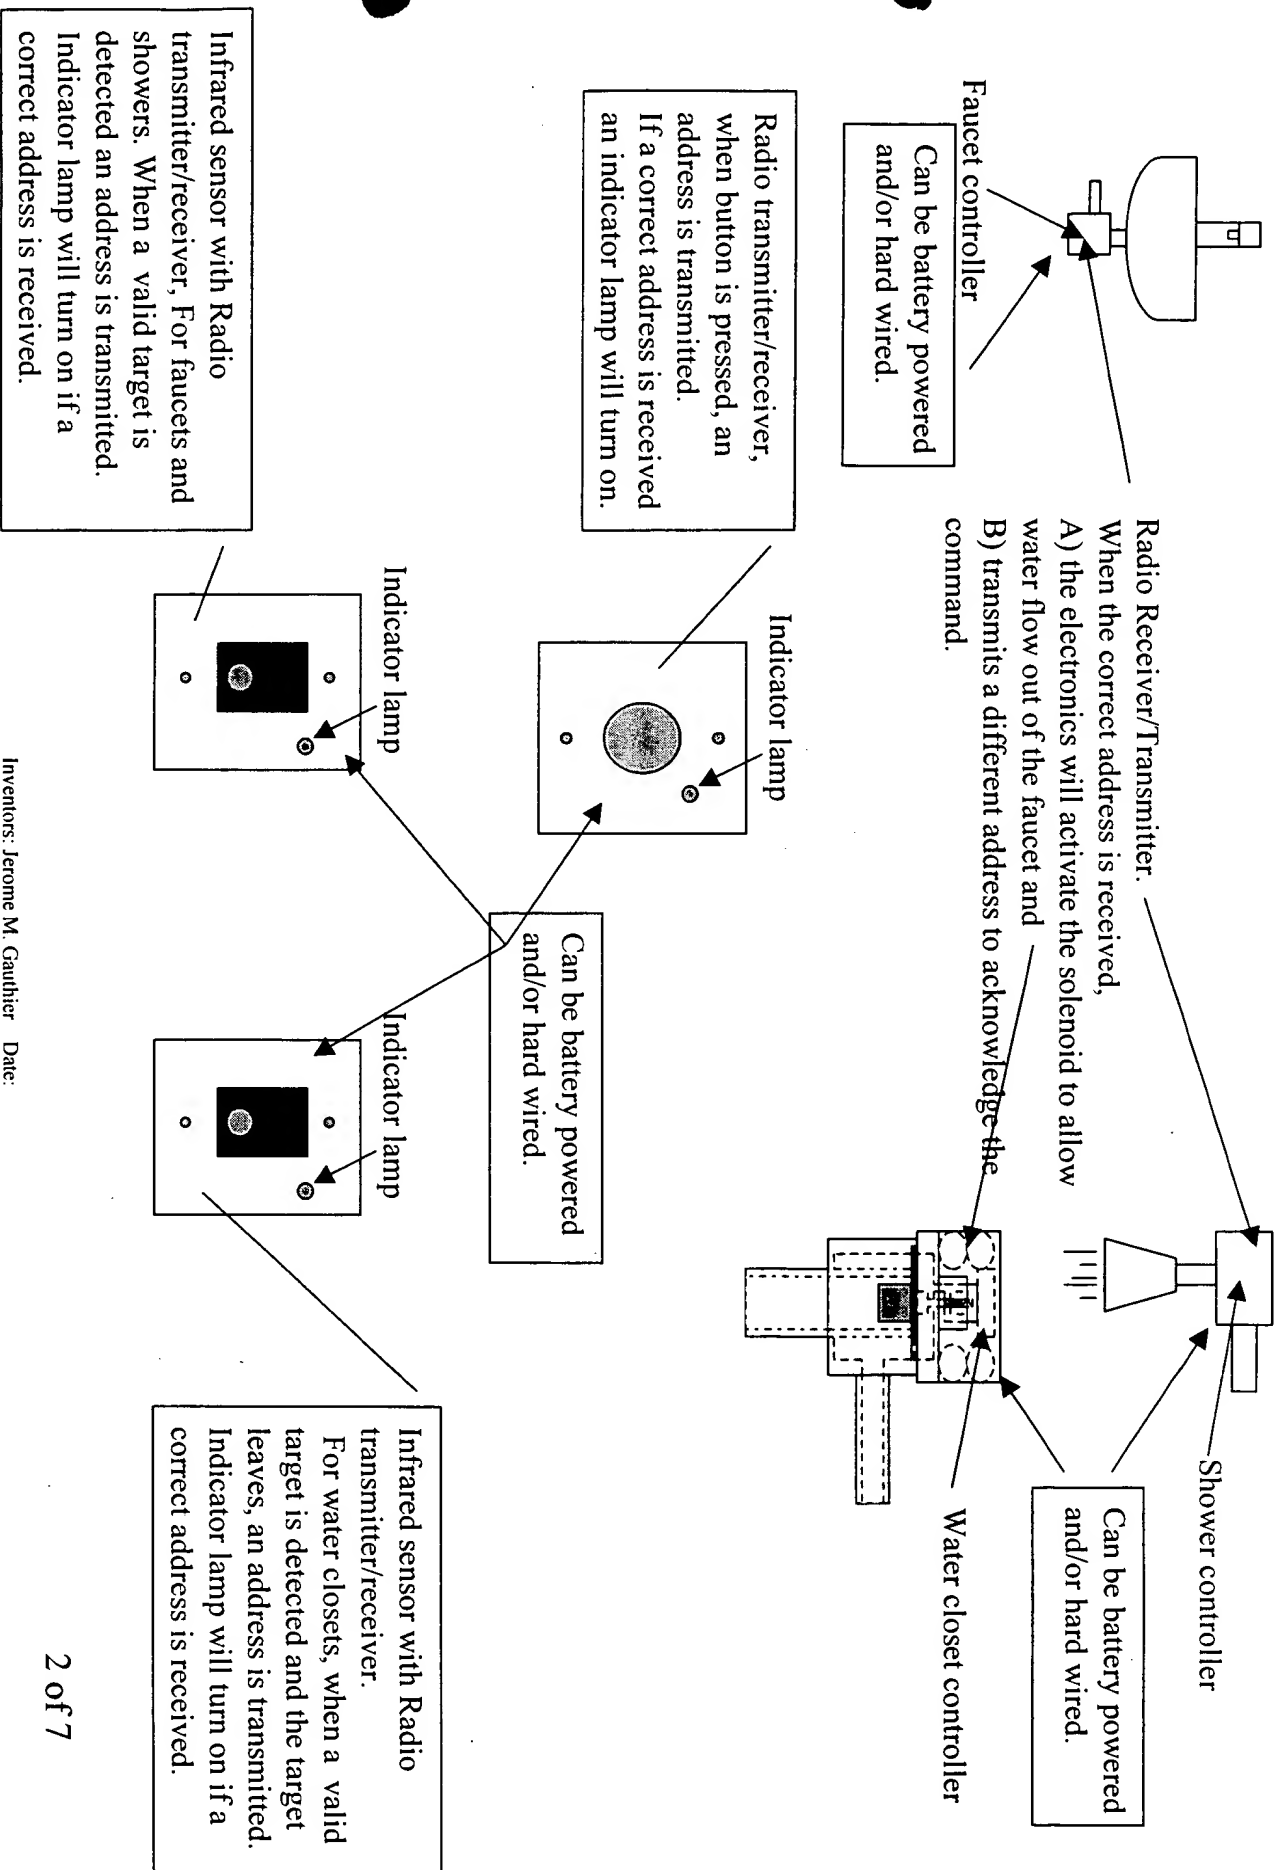 Faucet controller
Can be battery powered
and/or hard wired.
Radio Receiver/Transmitter.
When the correct address is received,
A) the electronics will activate the solenoid to allow
water flow out of the faucet and
B) transmits a different address to acknowledge the
command.
Shower controller
Can be battery powered
and/or hard wired.
Water closet controller
Radio transmitter/receiver,
when button is pressed, an
address is transmitted.
If a correct address is received
an indicator lamp will turn on.
Indicator lamp
Can be battery powered
and/or hard wired.
Indicator lamp
Indicator lamp
Infrared sensor with Radio
transmitter/receiver, For faucets and
showers. When a valid target is
detected an address is transmitted.
Indicator lamp will turn on if a
correct address is received.
Infrared sensor with Radio
transmitter/receiver.
For water closets, when a valid
target is detected and the target
leaves, an address is transmitted.
Indicator lamp will turn on if a
correct address is received.
Inventors: Jerome M. Gauthier Date:
2 of 7